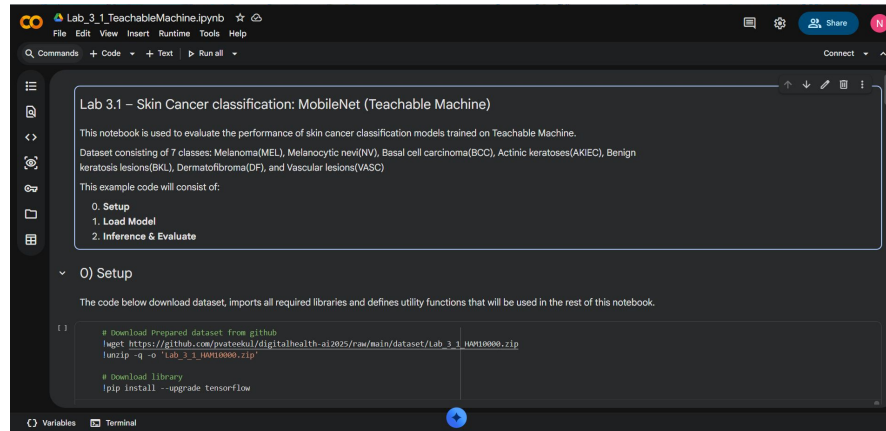 Lab_3_1_TeachableMachine.ipynb
File Edit View Insert Runtime Tools Help
Share
N
Commands + Code + Text Run all
Connect
Lab 3.1 – Skin Cancer classification: MobileNet (Teachable Machine)
This notebook is used to evaluate the performance of skin cancer classification models trained on Teachable Machine.
Dataset consisting of 7 classes: Melanoma(MEL), Melanocytic nevi(NV), Basal cell carcinoma(BCC), Actinic keratoses(AKIEC), Benign
keratosis lesions(BKL), Dermatofibroma(DF), and Vascular lesions(VASC)
This example code will consist of:
0. Setup
1. Load Model
2. Inference & Evaluate
0) Setup
The code below download dataset, imports all required libraries and defines utility functions that will be used in the rest of this notebook.
[ ]
# Download Prepared dataset from github
!wget https://github.com/pvateekul/digitalhealth-ai2025/raw/main/dataset/Lab_3_1_HAM10000.zip
!unzip -q -o 'Lab_3_1_HAM10000.zip'
# Download library
!pip install --upgrade tensorflow
Variables Terminal